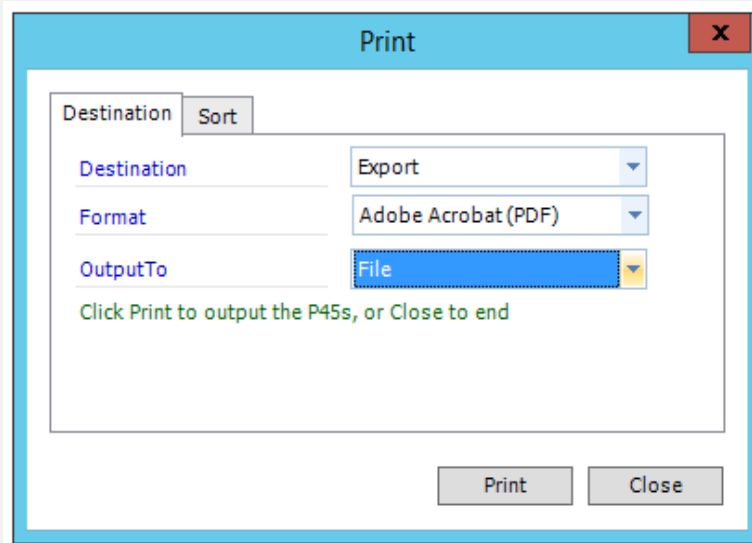 Print
x
Destination Sort
Destination Export
Format Adobe Acrobat (PDF)
OutputTo File
Click Print to output the P45s, or Close to end
Print Close